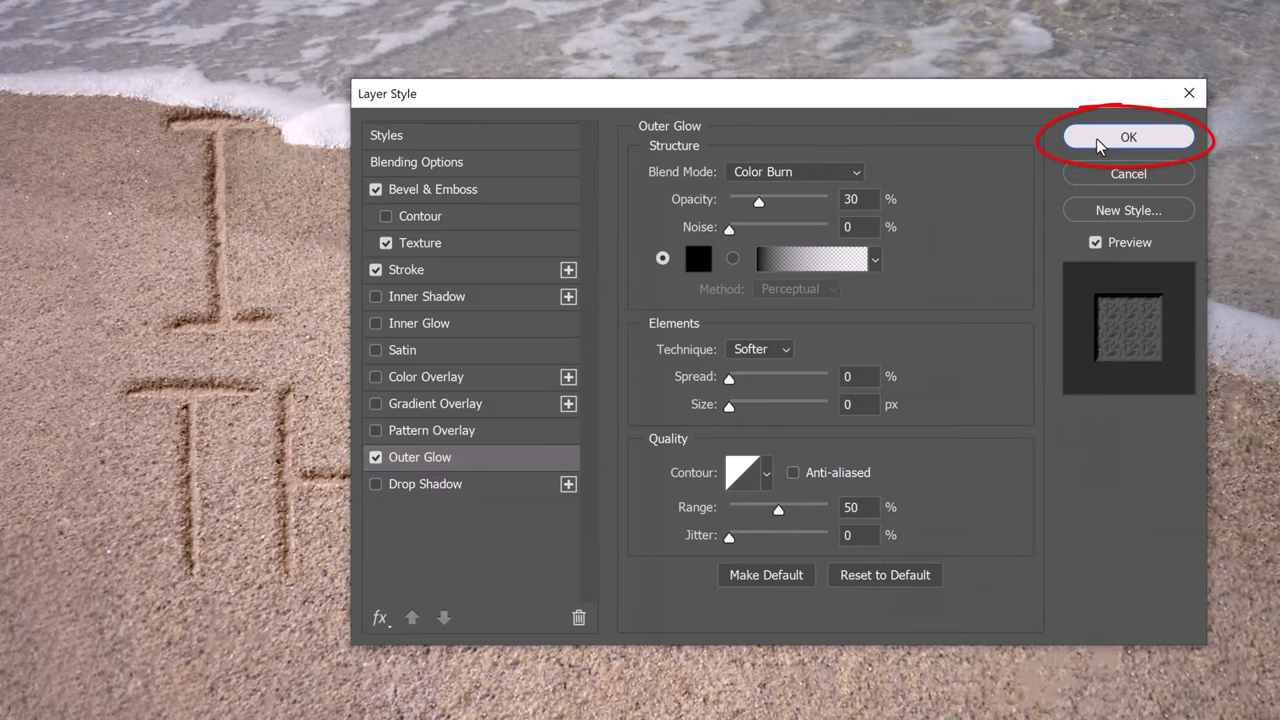 I
TH
Layer Style
Styles
Blending Options
Bevel & Emboss
Contour
Texture
Stroke
Inner Shadow
Inner Glow
Satin
Color Overlay
Gradient Overlay
Pattern Overlay
Outer Glow
Drop Shadow
fx
Outer Glow
Structure
Blend Mode: Color Burn
Opacity: 30 %
Noise: 0 %
Method: Perceptual
Elements
Technique: Softer
Spread: 0 %
Size: 0 px
Quality
Contour: Anti-aliased
Range: 50 %
Jitter: 0 %
Make Default Reset to Default
OK
Cancel
New Style...
Preview